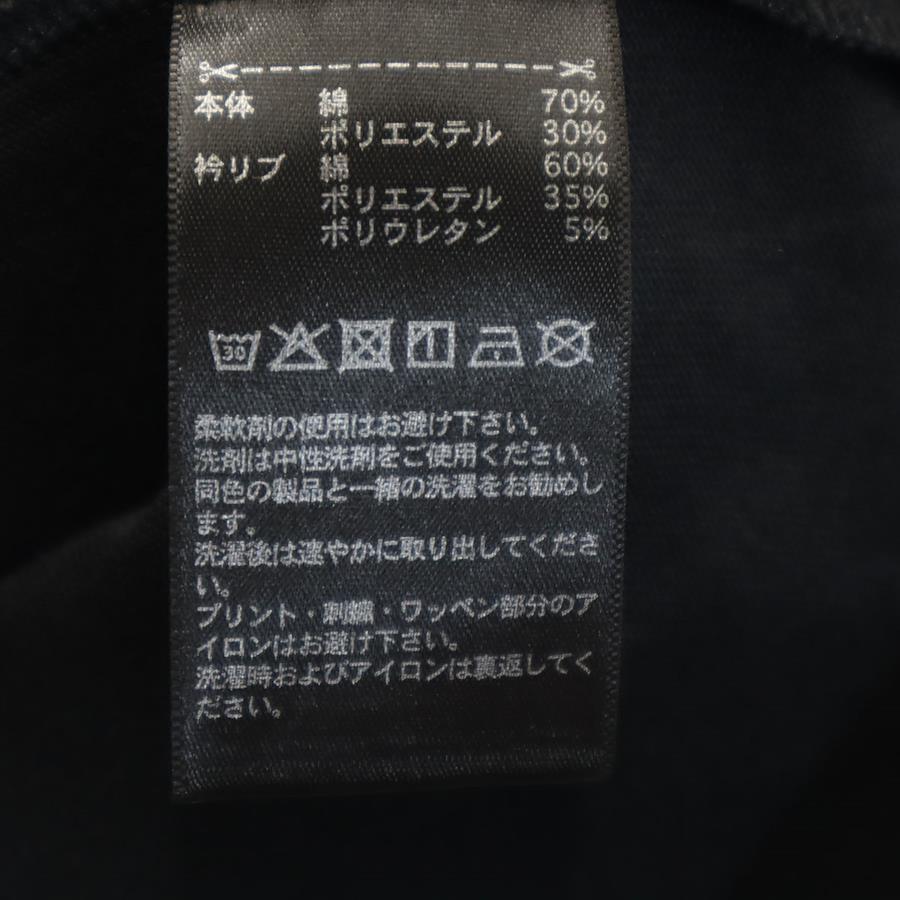 本体 綿 70%
ポリエステル 30%
衿リブ 綿 60%
ポリエステル 35%
ポリウレタン 5%
30
柔軟剤の使用はお避け下さい。
洗剤は中性洗剤をご使用ください。
同色の製品と一緒の洗濯をお勧めし
ます。
洗濯後は速やかに取り出してくださ
い。
プリント・刺繍・ワッペン部分のア
イロンはお避け下さい。
洗濯時およびアイロンは裏返してく
ださい。